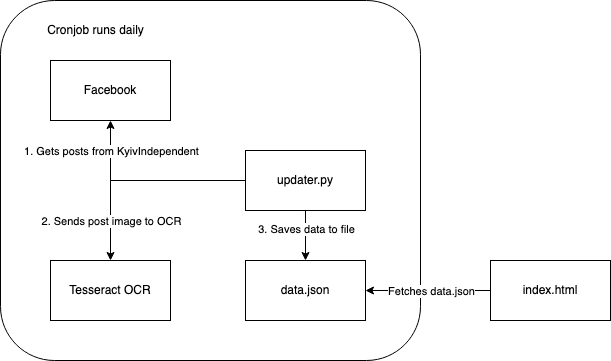 Cronjob runs daily
Facebook
1. Gets posts from KyivIndependent
updater.py
2. Sends post image to OCR
3. Saves data to file
Tesseract OCR
data.json
Fetches data.json
index.html